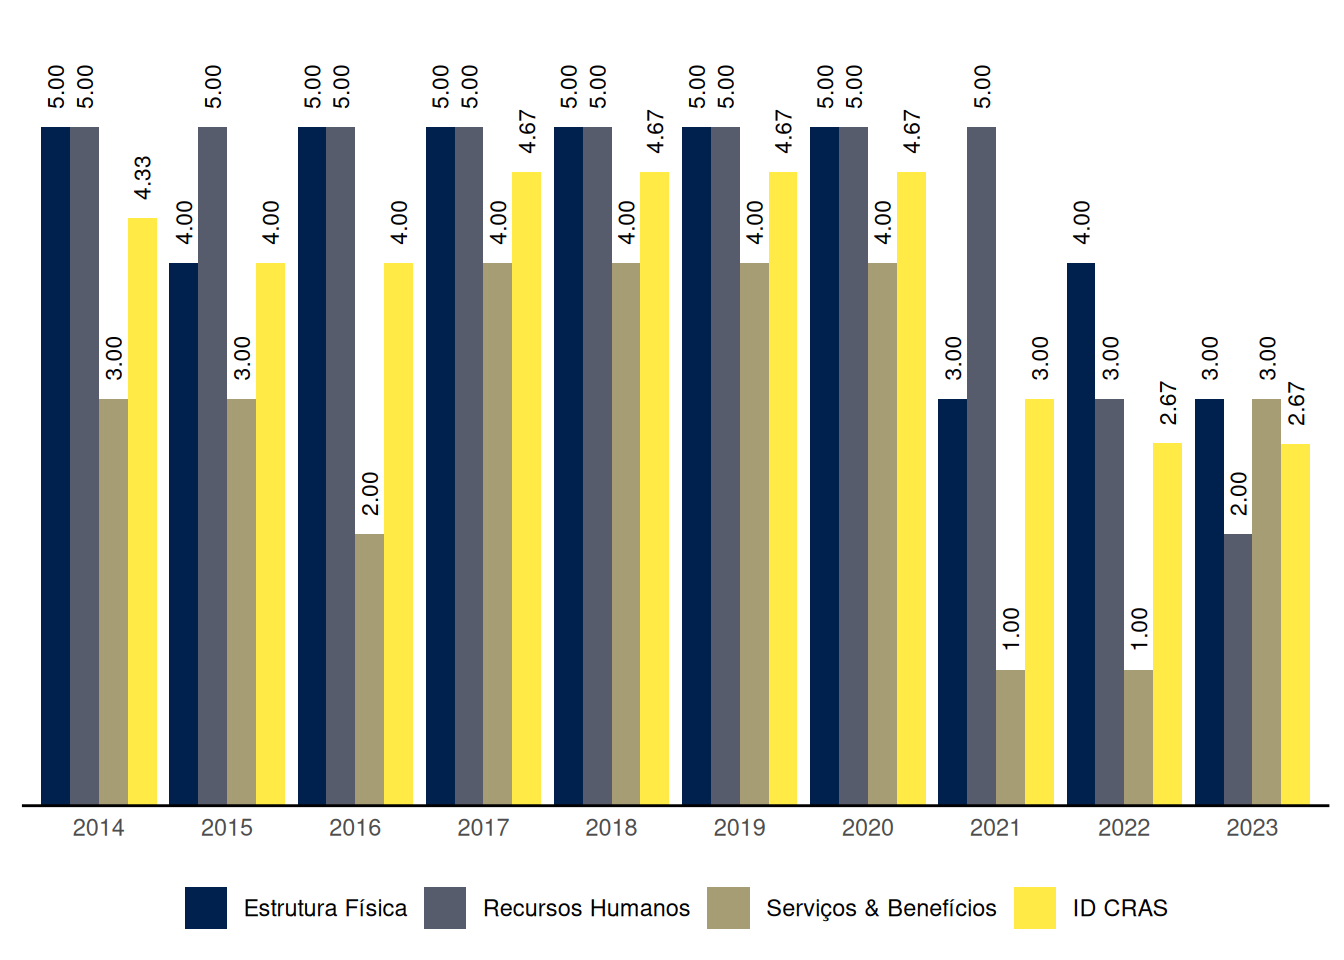 5.00 5.00 3.00 4.33 4.00 5.00 3.00 4.00 5.00 5.00 2.00 4.00 5.00 5.00 4.00 4.67 5.00 5.00 4.00 4.67 5.00 5.00 4.00 4.67 5.00 5.00 4.00 4.67 3.00 5.00 1.00 3.00 4.00 3.00 1.00 2.67 3.00 2.00 3.00 2.67
2014 2015 2016 2017 2018 2019 2020 2021 2022 2023
Estrutura Física Recursos Humanos Serviços & Benefícios ID CRAS